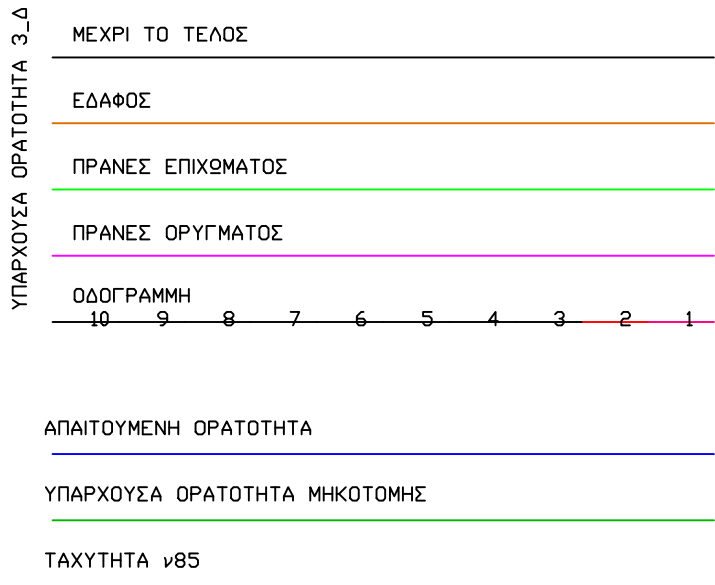 ΥΠΑΡΧΟΥΣΑ ΟΡΑΤΟΤΗΤΑ 3_Δ
ΜΕΧΡΙ ΤΟ ΤΕΛΟΣ
ΕΔΑΦΟΣ
ΠΡΑΝΕΣ ΕΠΙΧΩΜΑΤΟΣ
ΠΡΑΝΕΣ ΟΡΥΓΜΑΤΟΣ
ΟΔΟΓΡΑΜΜΗ
10 9 8 7 6 5 4 3 2 1
ΑΠΑΙΤΟΥΜΕΝΗ ΟΡΑΤΟΤΗΤΑ
ΥΠΑΡΧΟΥΣΑ ΟΡΑΤΟΤΗΤΑ ΜΗΚΟΤΟΜΗΣ
ΤΑΧΥΤΗΤΑ ν85